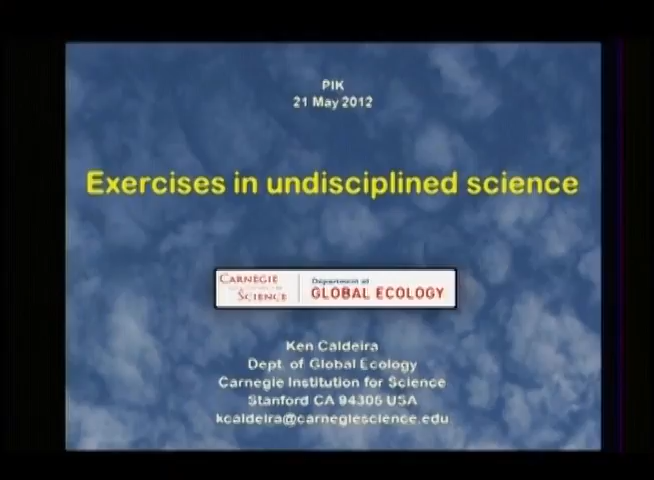 PIK
21 May 2012
Exercises in undisciplined science
CARNEGIE
SCIENCE
Department of
GLOBAL ECOLOGY
Ken Caldeira
Dept. of Global Ecology
Carnegie Institution for Science
Stanford CA 94305 USA
kcaldeira@carnegiescience.edu